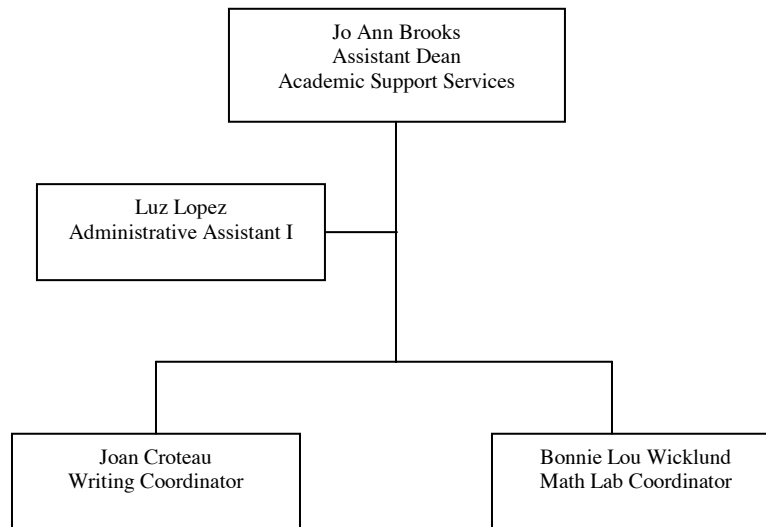 Jo Ann Brooks
Assistant Dean
Academic Support Services
Luz Lopez
Administrative Assistant I
Joan Croteau
Writing Coordinator
Bonnie Lou Wicklund
Math Lab Coordinator